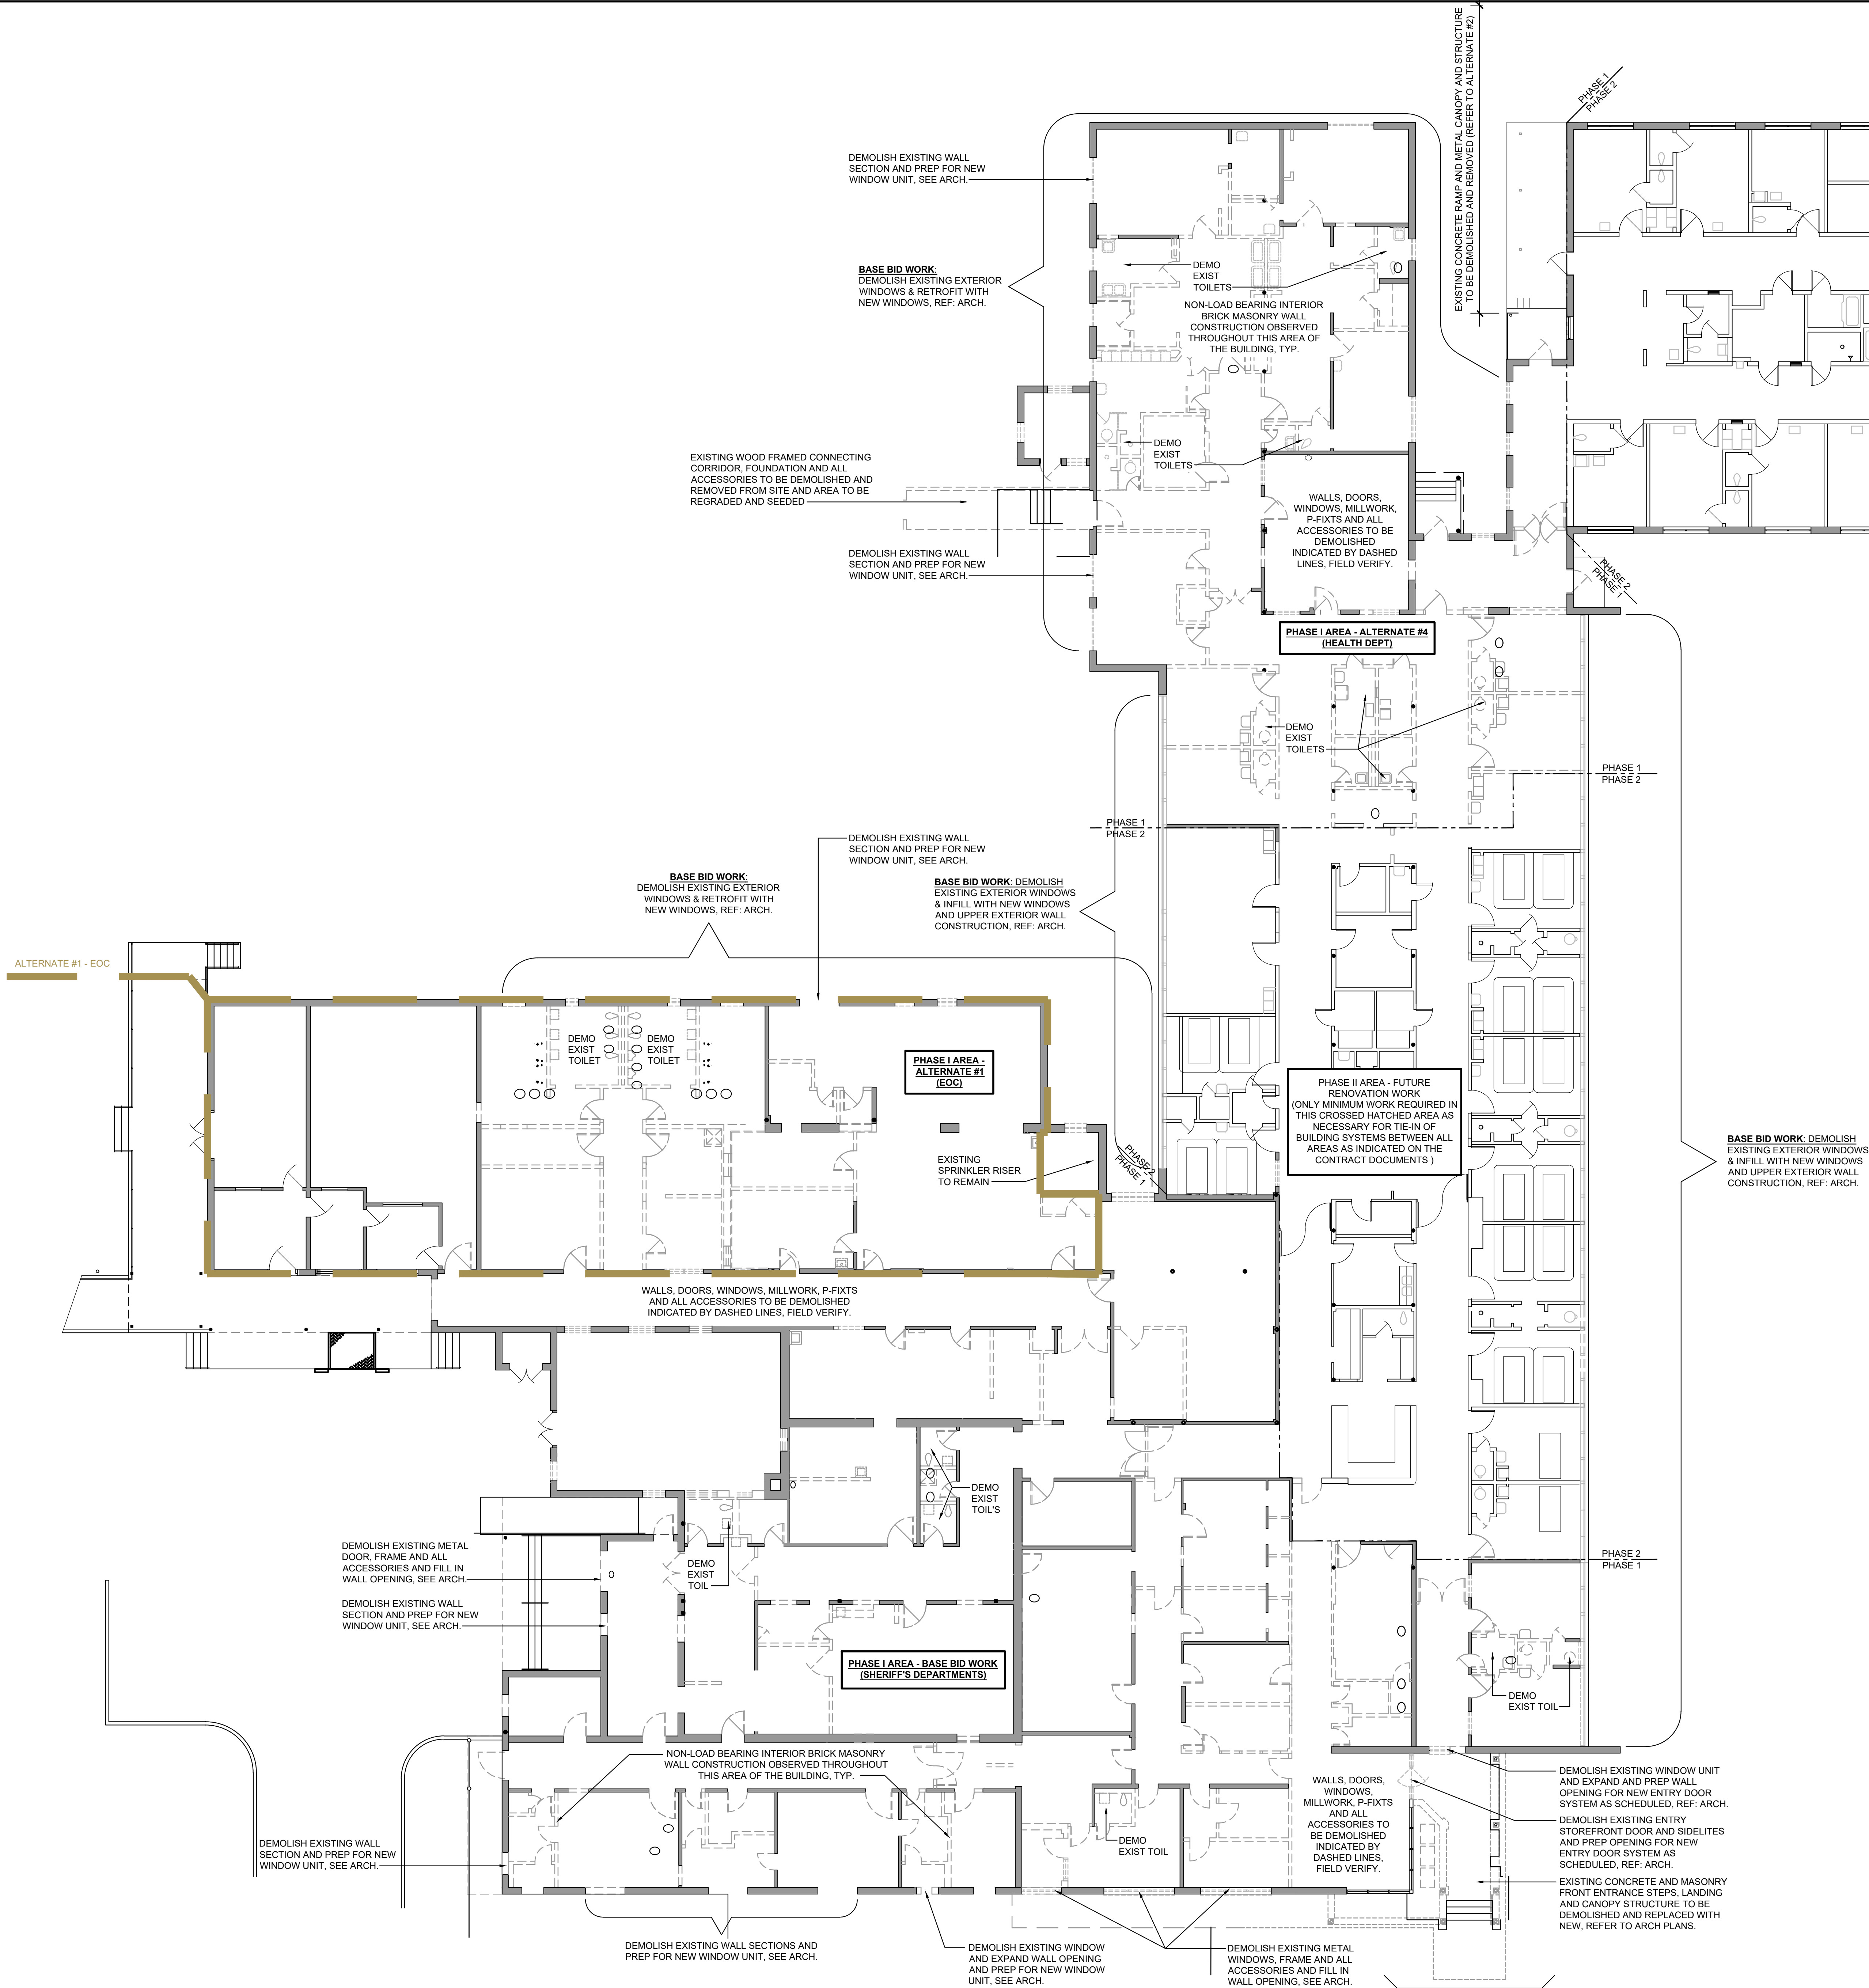 EXISTING CONCRETE RAMP AND METAL CANOPY AND STRUCTURE
TO BE DEMOLISHED AND REMOVED (REFER TO ALTERNATE #2)
PHASE 1
PHASE 2
DEMOLISH EXISTING WALL
SECTION AND PREP FOR NEW
WINDOW UNIT, SEE ARCH.
BASE BID WORK:
DEMOLISH EXISTING EXTERIOR
WINDOWS & RETROFIT WITH
NEW WINDOWS, REF: ARCH.
DEMO
EXIST
TOILETS
NON-LOAD BEARING INTERIOR
BRICK MASONRY WALL
CONSTRUCTION OBSERVED
THROUGHOUT THIS AREA OF
THE BUILDING, TYP.
DEMO
EXIST
TOILETS
EXISTING WOOD FRAMED CONNECTING
CORRIDOR, FOUNDATION AND ALL
ACCESSORIES TO BE DEMOLISHED AND
REMOVED FROM SITE AND AREA TO BE
REGRADED AND SEEDED
WALLS, DOORS,
WINDOWS, MILLWORK,
P-FIXTS AND ALL
ACCESSORIES TO BE
DEMOLISHED
INDICATED BY DASHED
LINES, FIELD VERIFY.
DEMOLISH EXISTING WALL
SECTION AND PREP FOR NEW
WINDOW UNIT, SEE ARCH.
PHASE 2
PHASE 1
PHASE I AREA - ALTERNATE #4
(HEALTH DEPT)
DEMO
EXIST
TOILETS
PHASE 1
PHASE 2
PHASE 1
PHASE 2
DEMOLISH EXISTING WALL
SECTION AND PREP FOR NEW
WINDOW UNIT, SEE ARCH.
BASE BID WORK:
DEMOLISH EXISTING EXTERIOR
WINDOWS & RETROFIT WITH
NEW WINDOWS, REF: ARCH.
BASE BID WORK: DEMOLISH
EXISTING EXTERIOR WINDOWS
& INFILL WITH NEW WINDOWS
AND UPPER EXTERIOR WALL
CONSTRUCTION, REF: ARCH.
ALTERNATE #1 - EOC
DEMO
EXIST
TOILET
DEMO
EXIST
TOILET
PHASE I AREA -
ALTERNATE #1
(EOC)
PHASE II AREA - FUTURE
RENOVATION WORK
(ONLY MINIMUM WORK REQUIRED IN
THIS CROSSED HATCHED AREA AS
NECESSARY FOR TIE-IN OF
BUILDING SYSTEMS BETWEEN ALL
AREAS AS INDICATED ON THE
CONTRACT DOCUMENTS )
BASE BID WORK: DEMOLISH
EXISTING EXTERIOR WINDOWS
& INFILL WITH NEW WINDOWS
AND UPPER EXTERIOR WALL
CONSTRUCTION, REF: ARCH.
EXISTING
SPRINKLER RISER
TO REMAIN
PHASE 2
PHASE 1
WALLS, DOORS, WINDOWS, MILLWORK, P-FIXTS
AND ALL ACCESSORIES TO BE DEMOLISHED
INDICATED BY DASHED LINES, FIELD VERIFY.
DEMO
EXIST
TOIL'S
DEMOLISH EXISTING METAL
DOOR, FRAME AND ALL
ACCESSORIES AND FILL IN
WALL OPENING, SEE ARCH.
DEMO
EXIST
TOIL
PHASE 2
PHASE 1
DEMOLISH EXISTING WALL
SECTION AND PREP FOR NEW
WINDOW UNIT, SEE ARCH.
PHASE I AREA - BASE BID WORK
(SHERIFF'S DEPARTMENTS)
DEMO
EXIST TOIL
NON-LOAD BEARING INTERIOR BRICK MASONRY
WALL CONSTRUCTION OBSERVED THROUGHOUT
THIS AREA OF THE BUILDING, TYP.
DEMOLISH EXISTING WINDOW UNIT
AND EXPAND AND PREP WALL
OPENING FOR NEW ENTRY DOOR
SYSTEM AS SCHEDULED, REF: ARCH.
WALLS, DOORS,
WINDOWS,
MILLWORK, P-FIXTS
AND ALL
ACCESSORIES TO
BE DEMOLISHED
INDICATED BY
DASHED LINES,
FIELD VERIFY.
DEMOLISH EXISTING ENTRY
STOREFRONT DOOR AND SIDELITES
AND PREP OPENING FOR NEW
ENTRY DOOR SYSTEM AS
SCHEDULED, REF: ARCH.
DEMO
EXIST TOIL
DEMOLISH EXISTING WALL
SECTION AND PREP FOR NEW
WINDOW UNIT, SEE ARCH.
EXISTING CONCRETE AND MASONRY
FRONT ENTRANCE STEPS, LANDING
AND CANOPY STRUCTURE TO BE
DEMOLISHED AND REPLACED WITH
NEW, REFER TO ARCH PLANS.
DEMOLISH EXISTING WALL SECTIONS AND
PREP FOR NEW WINDOW UNIT, SEE ARCH.
DEMOLISH EXISTING WINDOW
AND EXPAND WALL OPENING
AND PREP FOR NEW WINDOW
UNIT, SEE ARCH.
DEMOLISH EXISTING METAL
WINDOWS, FRAME AND ALL
ACCESSORIES AND FILL IN
WALL OPENING, SEE ARCH.